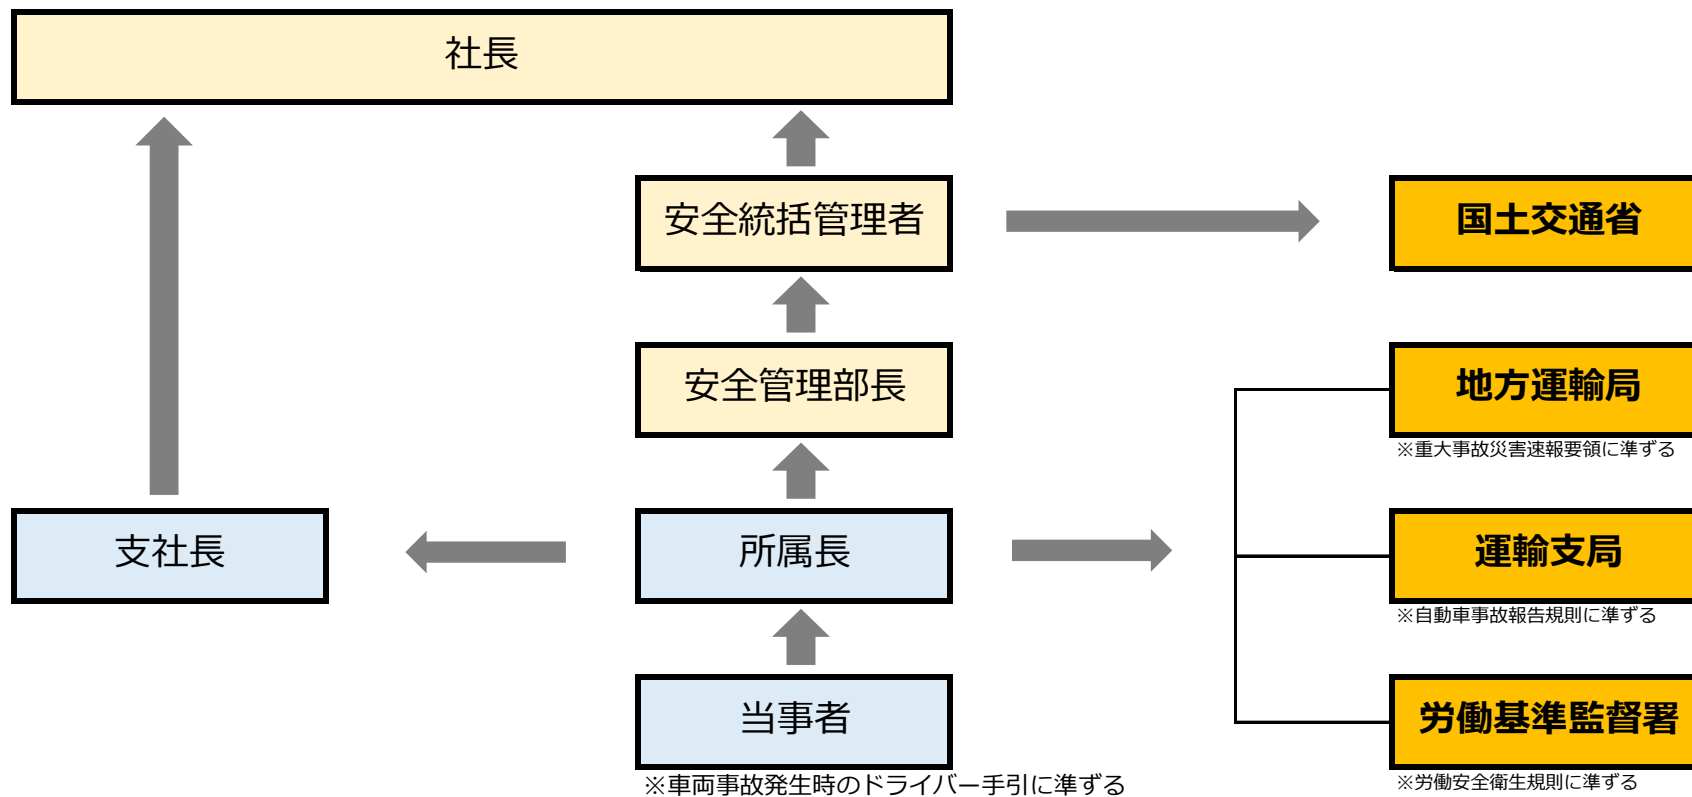 社長
安全統括管理者
国土交通省
安全管理部長
地方運輸局
※重大事故災害速報要領に準ずる
支社長
所属長
運輸支局
※自動車事故報告規則に準ずる
当事者
労働基準監督署
※車両事故発生時のドライバー手引に準ずる
※労働安全衛生規則に準ずる